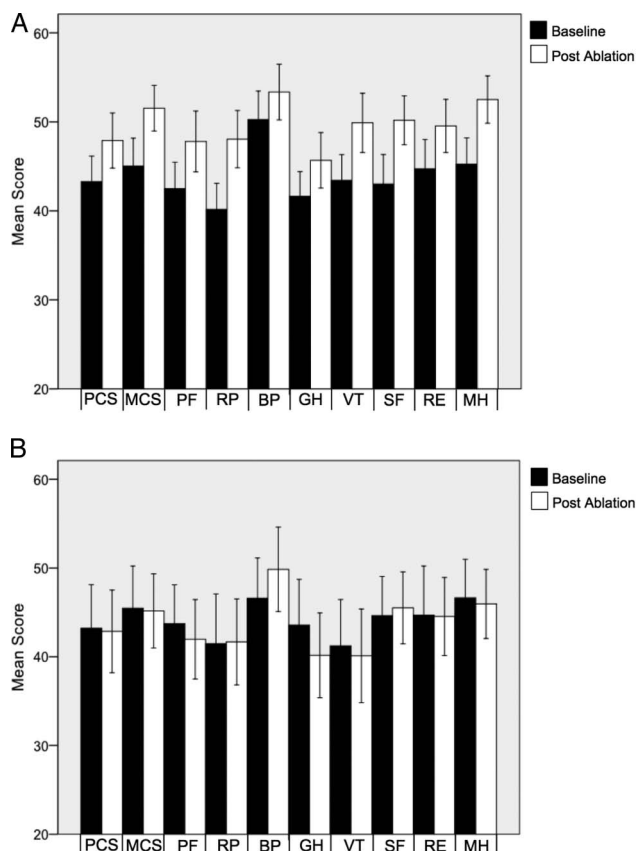 A
60
50
40
30
20
Mean Score
PCS MCS PF RP BP GH VT SF RE MH
Baseline
Post Ablation
B
60
50
40
30
20
Mean Score
PCS MCS PF RP BP GH VT SF RE MH
Baseline
Post Ablation